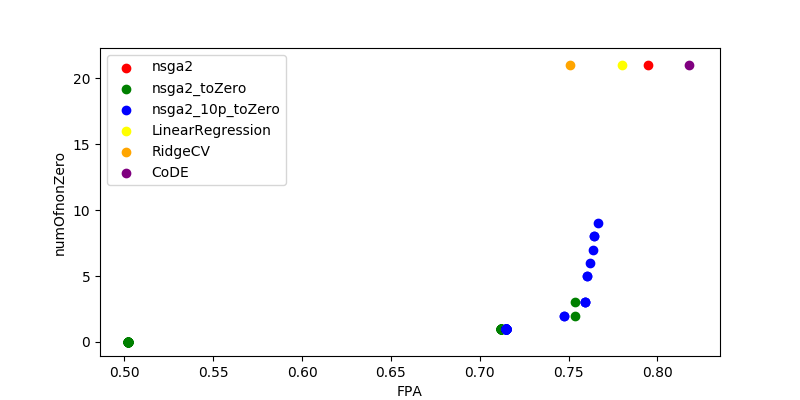 nsga2
nsga2_toZero
nsga2_10p_toZero
LinearRegression
RidgeCV
CoDE
20
15
10
5
0
numOfnonZero
0.50
0.55
0.60
0.65
0.70
0.75
0.80
FPA